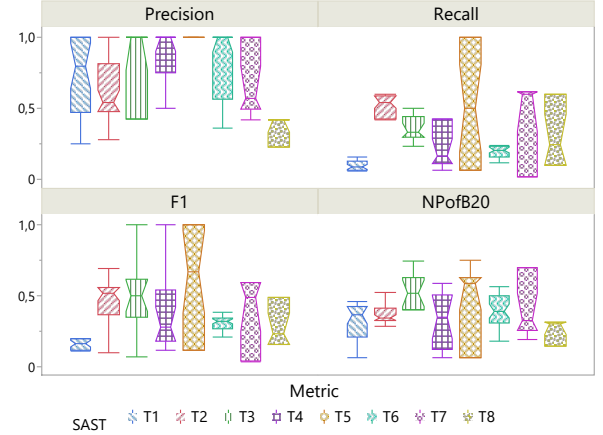 Precision Recall
1,0
0,5
0
F1 NPofB20
1,0
0,5
0
Metric
SAST T1 T2 T3 T4 T5 T6 T7 T8